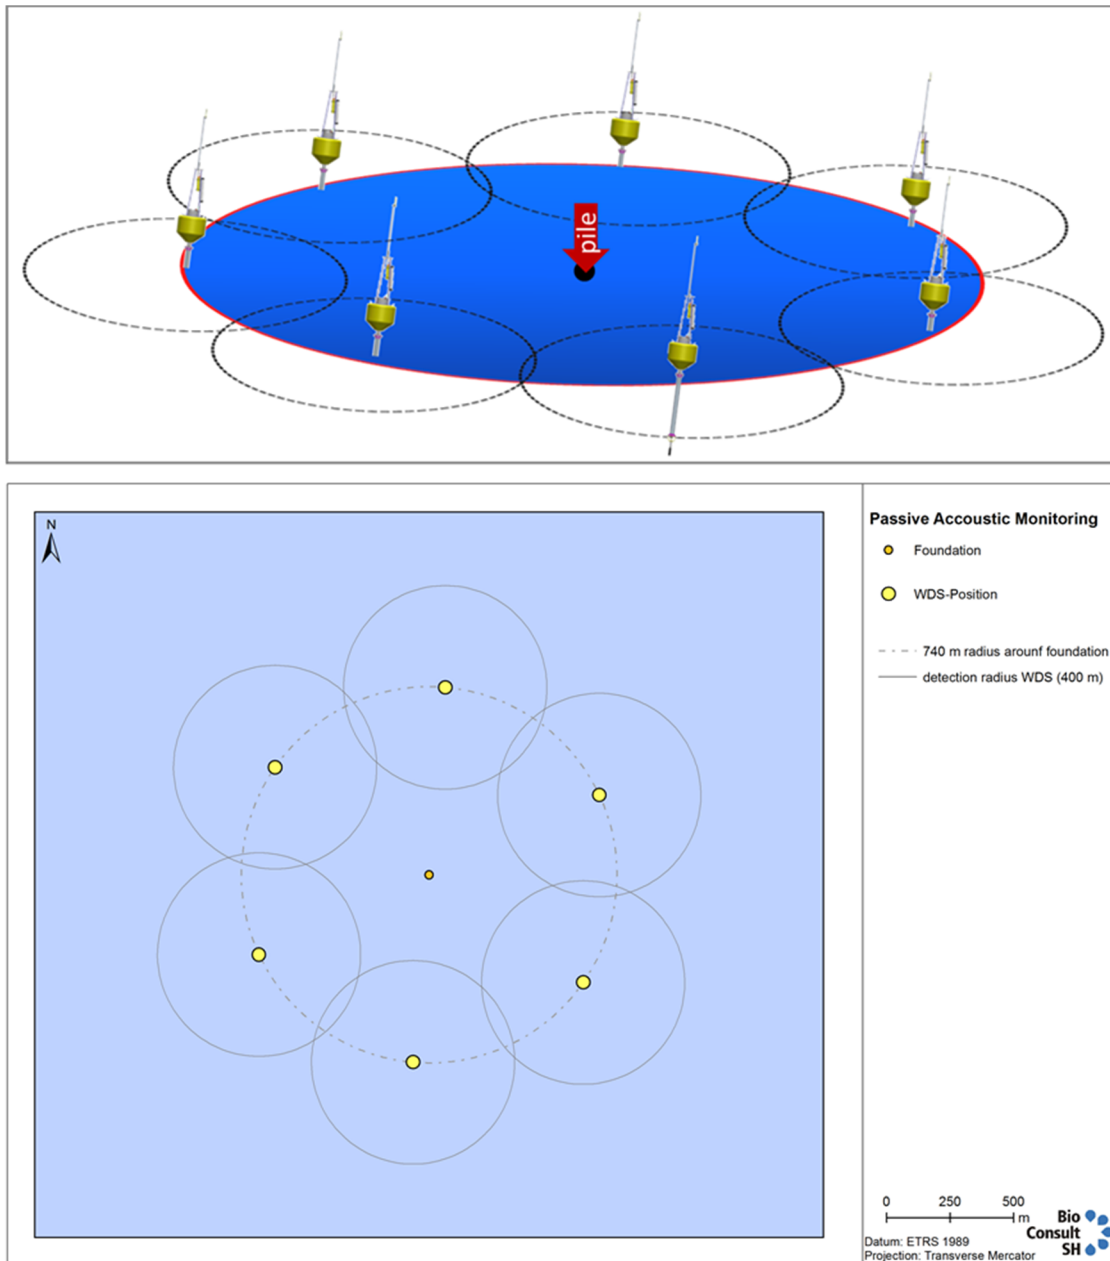 pile
N
Passive Accoustic Monitoring
Foundation
WDS-Position
740 m radius arounf foundation
detection radius WDS (400 m)
0 250 500
m
Datum: ETRS 1989
Projection: Transverse Mercator
Bio
Consult
SH